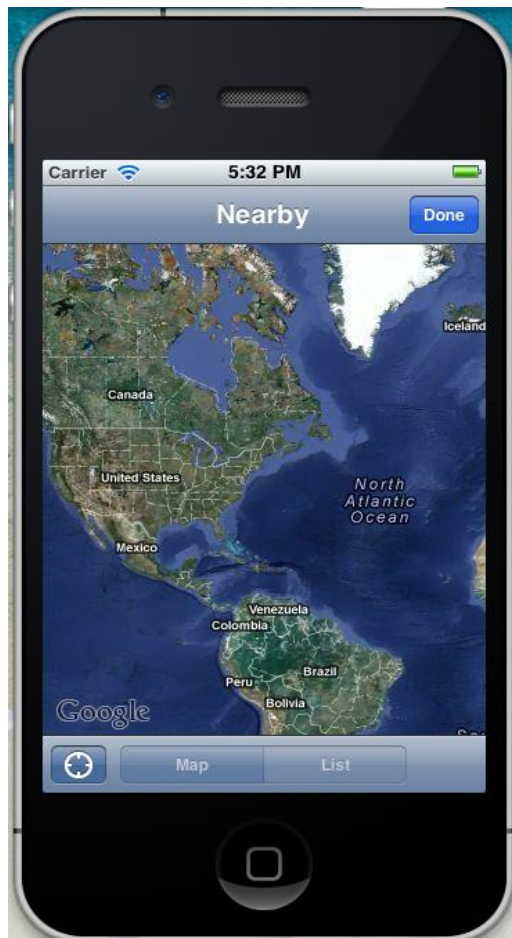 Carrier
5:32 PM
Nearby
Done
Iceland
Canada
United States
North
Atlantic
Ocean
Mexico
Venezuela
Colombia
Brazil
Peru
Bolivia
Google
Map
List